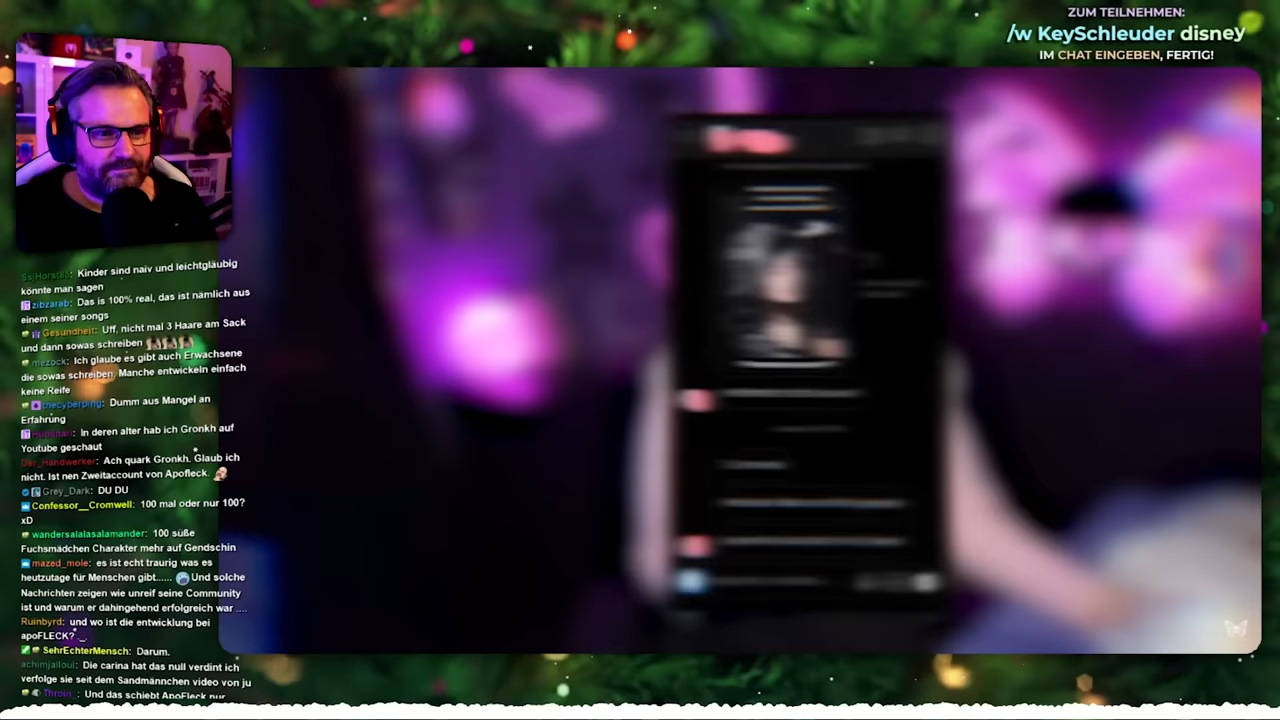 ZUM TEILNEHMEN:
/w KeySchleuder disney
IM CHAT EINGEBEN, FERTIG!
Kinder sind naiv und leichtgläubig
könnte man sagen
zibzarab: Das is 100% real, das ist nämlich aus
einem seiner songs
Gesundheit: Uff, nicht mal 3 Haare am Sack
und dann sowas schreiben
mezock: Ich glaube es gibt auch Erwachsene
die sowas schreiben, Manche entwickeln einfach
keine Reife
thecyberping: Dumm aus Mangel an
Erfahrung
In deren alter hab ich Gronkh auf
Youtube geschaut
Der_Handwerker: Ach quark Gronkh. Glaub ich
nicht. Ist nen Zweitaccount von Apofleck.
Grey_Dark: DU DU
Confessor__Cromwell: 100 mal oder nur 100?
xD
wandersalalasalamander: 100 süße
Fuchsmädchen Charakter mehr auf Gendschin
mazed_mole: es ist echt traurig was es
heutzutage für Menschen gibt...... Und solche
Nachrichten zeigen wie unreif seine Community
ist und warum er dahingehend erfolgreich war ....
Ruinbyrd: und wo ist die entwicklung bei
apoFLECK? ._.
SehrEchterMensch: Darum.
achimjalloul: Die carina hat das null verdint ich
verfolge sie seit dem Sandmännchen video von ju
Throin_: Und das schiebt ApoFleck nur